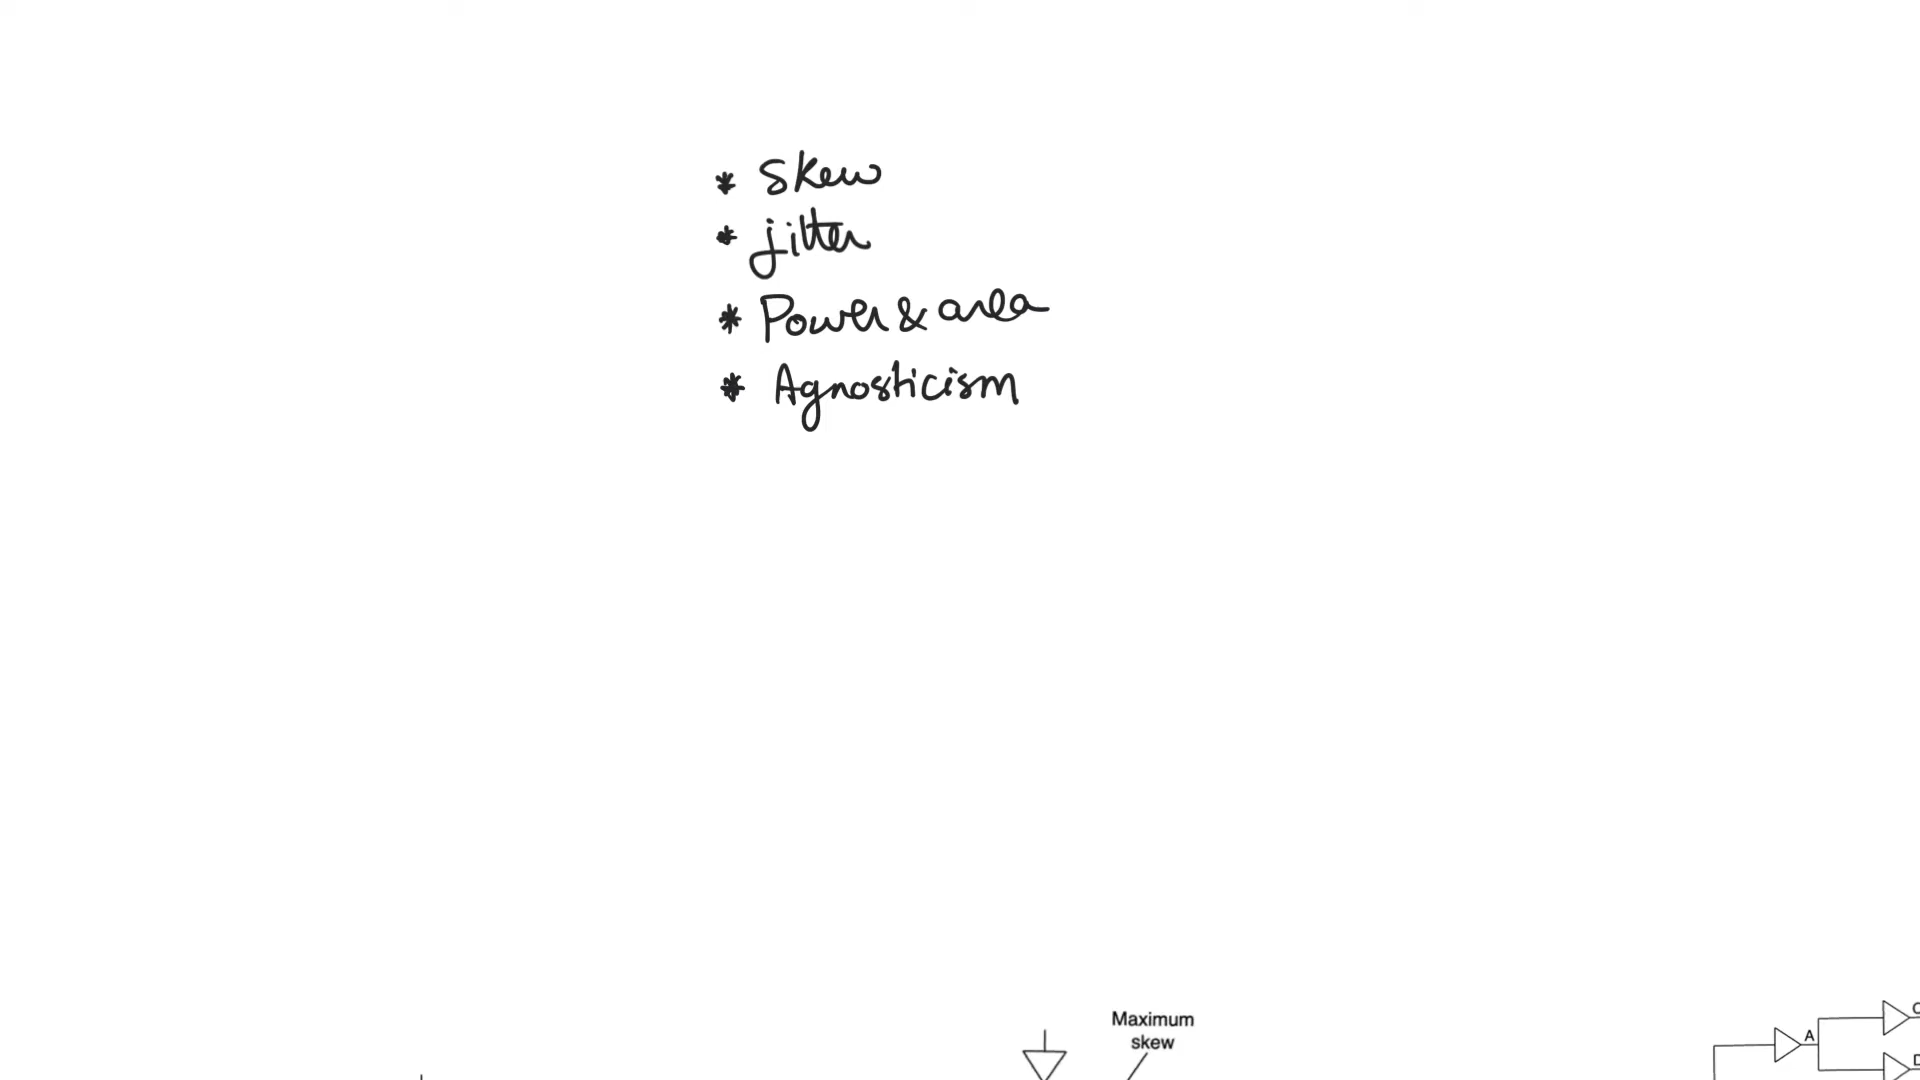 * Skew
* jitter
* Power & area
* Agnosticism
Maximum
skew
A